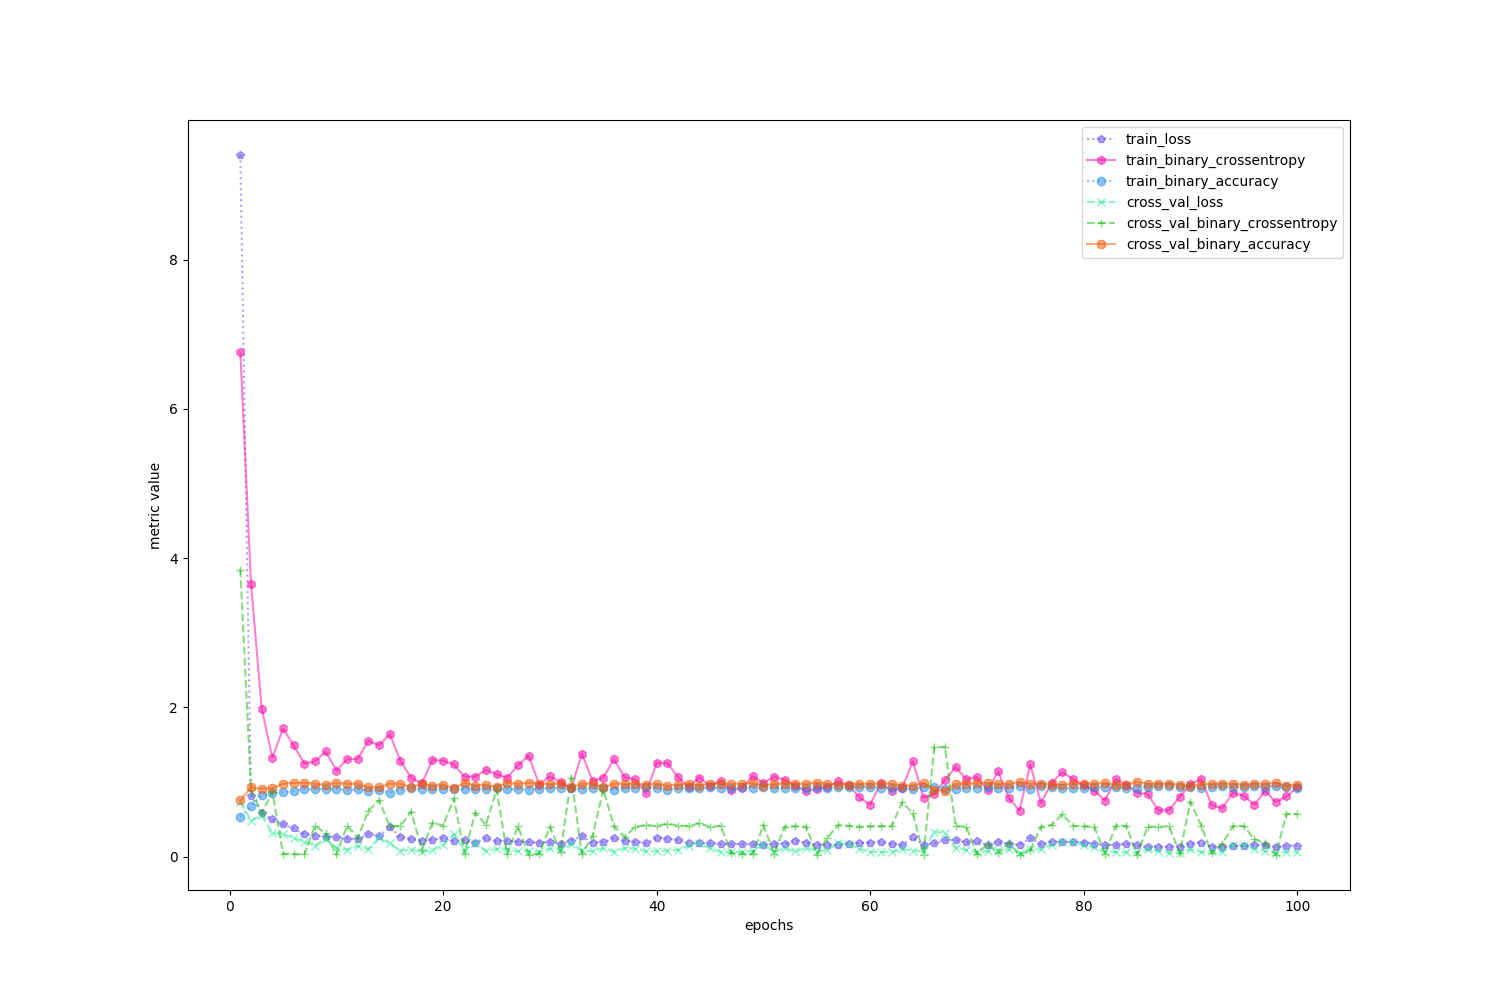 train_loss
train_binary_crossentropy
train_binary_accuracy
cross_val_loss
cross_val_binary_crossentropy
cross_val_binary_accuracy
metric value
8
6
4
2
0
0 20 40 60 80 100
epochs